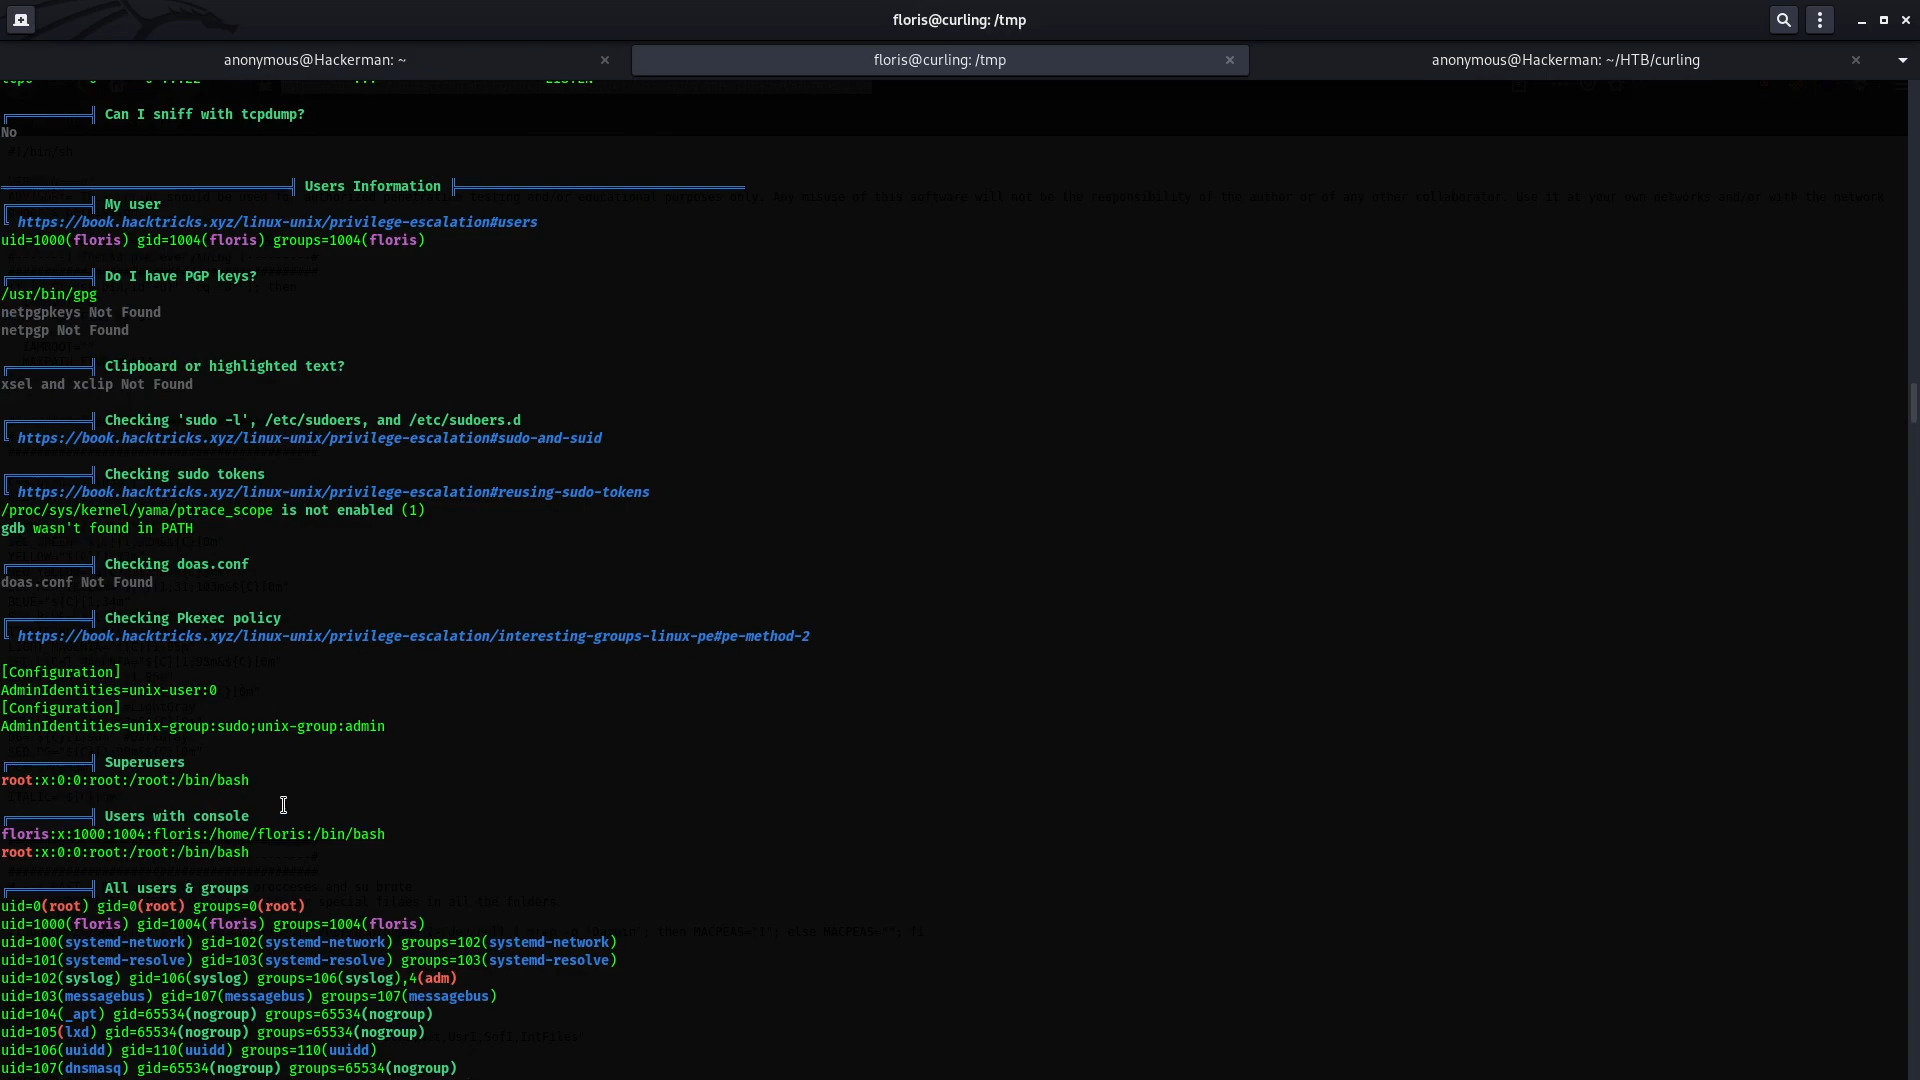 floris@curling: /tmp
anonymous@Hackerman: ~
floris@curling: /tmp
anonymous@Hackerman: ~/HTB/curling
Can I sniff with tcpdump?
No
#!/bin/sh
Users Information
My user
https://book.hacktricks.xyz/linux-unix/privilege-escalation#users
uid=1000(floris) gid=1004(floris) groups=1004(floris)
Do I have PGP keys?
/usr/bin/gpg
netpgpkeys Not Found
netpgp Not Found
Clipboard or highlighted text?
xsel and xclip Not Found
Checking 'sudo -l', /etc/sudoers, and /etc/sudoers.d
https://book.hacktricks.xyz/linux-unix/privilege-escalation#sudo-and-suid
Checking sudo tokens
https://book.hacktricks.xyz/linux-unix/privilege-escalation#reusing-sudo-tokens
/proc/sys/kernel/yama/ptrace_scope is not enabled (1)
gdb wasn't found in PATH
Checking doas.conf
doas.conf Not Found
Checking Pkexec policy
https://book.hacktricks.xyz/linux-unix/privilege-escalation/interesting-groups-linux-pe#pe-method-2
[Configuration]
AdminIdentities=unix-user:0
[Configuration]
AdminIdentities=unix-group:sudo;unix-group:admin
Superusers
root:x:0:0:root:/root:/bin/bash
Users with console
floris:x:1000:1004:floris:/home/floris:/bin/bash
root:x:0:0:root:/root:/bin/bash
All users & groups
uid=0(root) gid=0(root) groups=0(root)
uid=1000(floris) gid=1004(floris) groups=1004(floris)
uid=100(systemd-network) gid=102(systemd-network) groups=102(systemd-network)
uid=101(systemd-resolve) gid=103(systemd-resolve) groups=103(systemd-resolve)
uid=102(syslog) gid=106(syslog) groups=106(syslog),4(adm)
uid=103(messagebus) gid=107(messagebus) groups=107(messagebus)
uid=104(_apt) gid=65534(nogroup) groups=65534(nogroup)
uid=105(lxd) gid=65534(nogroup) groups=65534(nogroup)
uid=106(uuidd) gid=110(uuidd) groups=110(uuidd)
uid=107(dnsmasq) gid=65534(nogroup) groups=65534(nogroup)